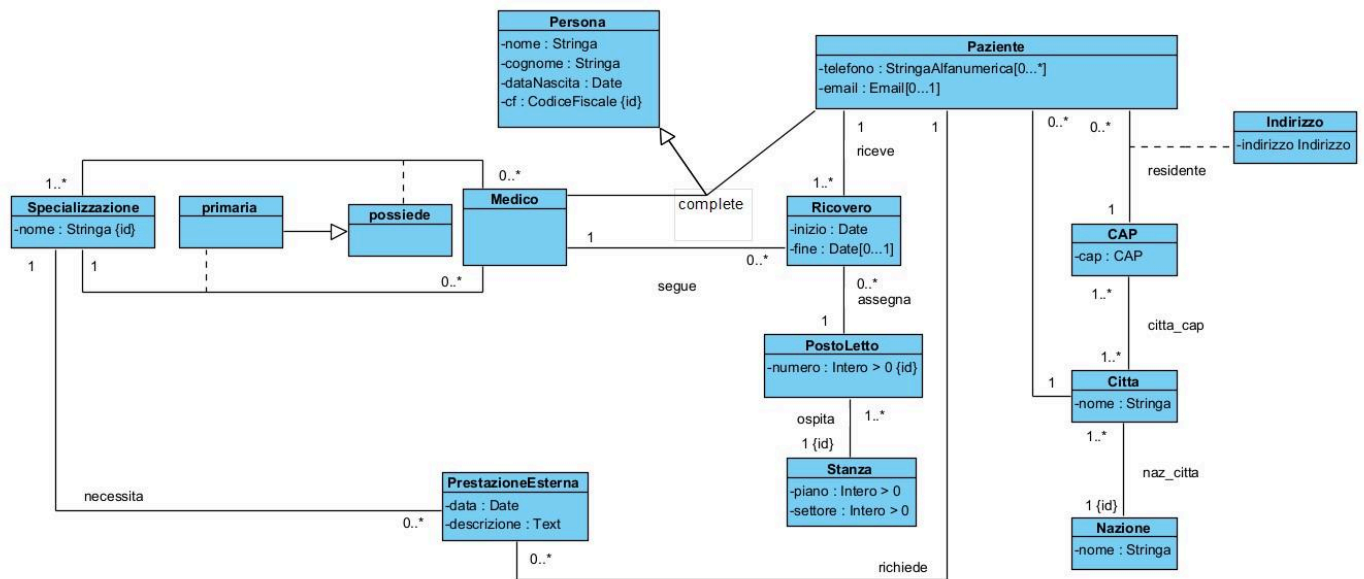 Persona
-nome : Stringa
-cognome : Stringa
-dataNascita : Date
-cf : CodiceFiscale {id}
Paziente
-telefono : StringaAlfanumerica[0...*]
-email : Email[0...1]
1
1
0..*
0..*
Indirizzo
-indirizzo Indirizzo
riceve
residente
1..*
0..*
1..*
1
Specializzazione
-nome : Stringa {id}
primaria
possiede
Medico
complete
Ricovero
-inizio : Date
-fine : Date[0...1]
CAP
-cap : CAP
1
1
0..*
1
0..*
segue
0..*
assegna
1..*
citta_cap
1
1..*
PostoLetto
-numero : Intero > 0 {id}
1
Citta
-nome : Stringa
ospita
1..*
1..*
1 {id}
naz_citta
Stanza
-piano : Intero > 0
-settore : Intero > 0
PrestazioneEsterna
-data : Date
-descrizione : Text
necessita
0..*
1 {id}
Nazione
-nome : Stringa
0..*
richiede